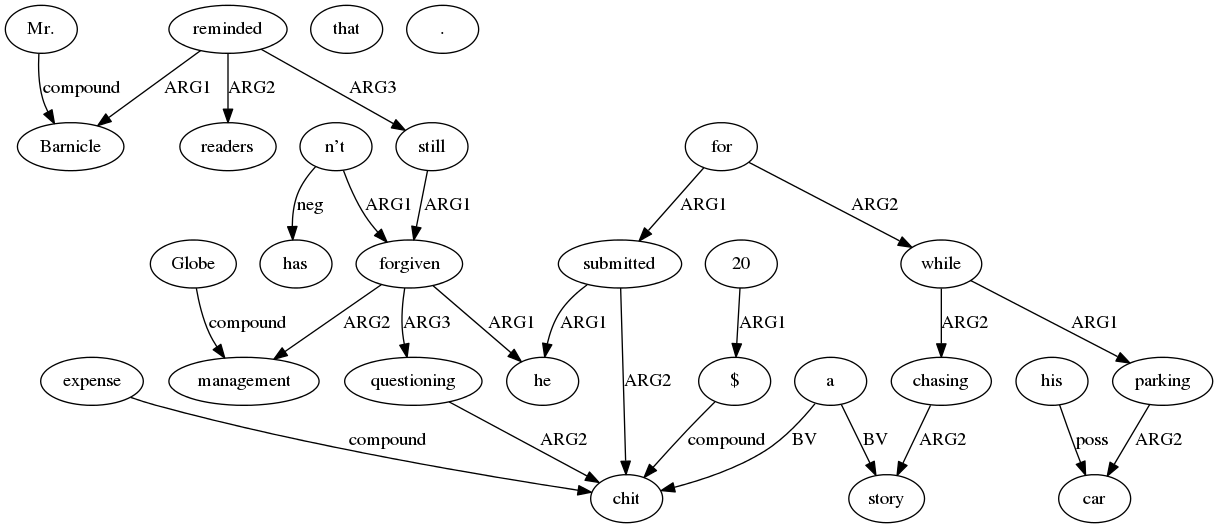 Mr. reminded that .
compound ARG1 ARG2 ARG3
Barnicle readers n't still for
neg ARG1 ARG1 ARG1 ARG2
Globe has forgiven submitted 20 while
compound ARG2 ARG3 ARG1 ARG1 ARG2 ARG1 ARG2 ARG1
expense management questioning he $ a chasing his parking
compound ARG2 compound BV BV ARG2 poss ARG2
chit story car